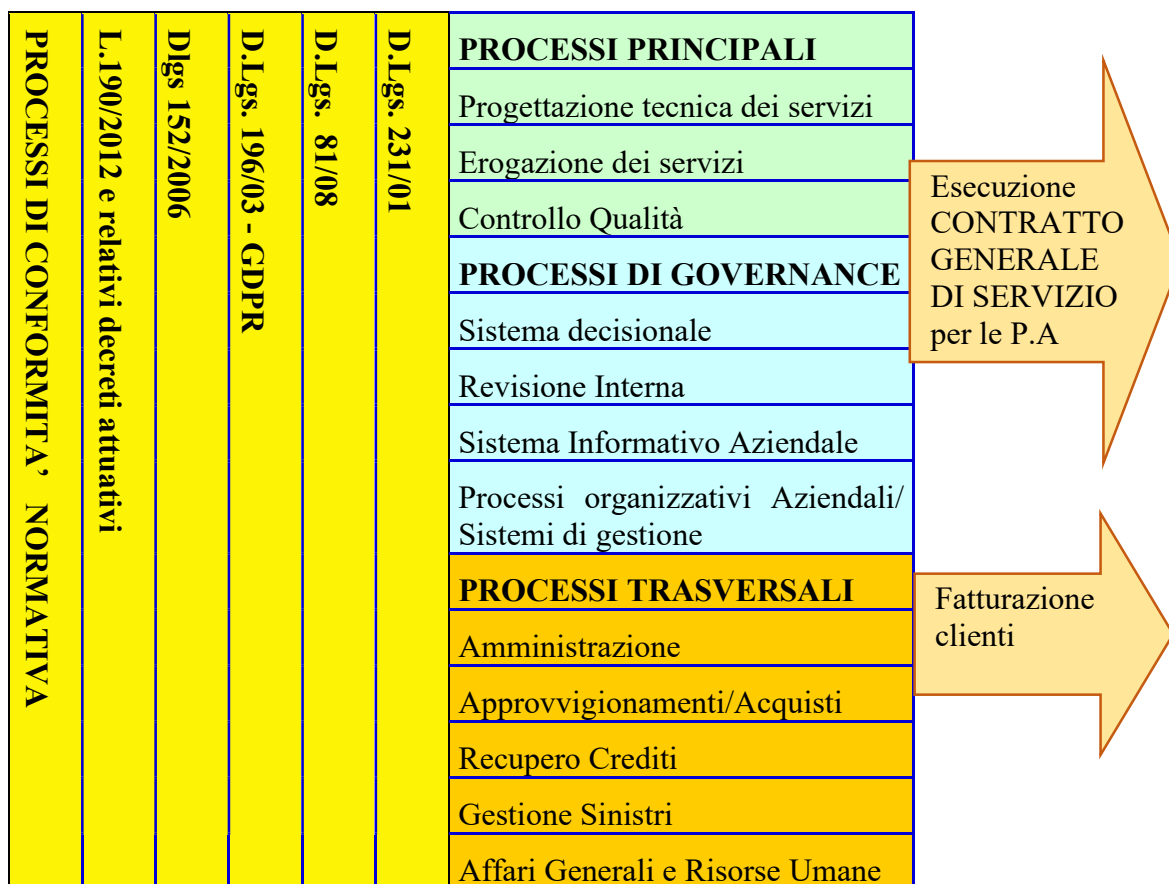 PROCESSI DI CONFORMITA’ NORMATIVA
L.190/2012 e relativi decreti attuativi
Dlgs 152/2006
D.Lgs. 196/03 - GDPR
D.Lgs. 81/08
D.Lgs. 231/01
PROCESSI PRINCIPALI
Progettazione tecnica dei servizi
Erogazione dei servizi
Controllo Qualità
PROCESSI DI GOVERNANCE
Sistema decisionale
Revisione Interna
Sistema Informativo Aziendale
Processi organizzativi Aziendali/
Sistemi di gestione
PROCESSI TRASVERSALI
Amministrazione
Approvvigionamenti/Acquisti
Recupero Crediti
Gestione Sinistri
Affari Generali e Risorse Umane
Esecuzione
CONTRATTO
GENERALE
DI SERVIZIO
per le P.A
Fatturazione
clienti